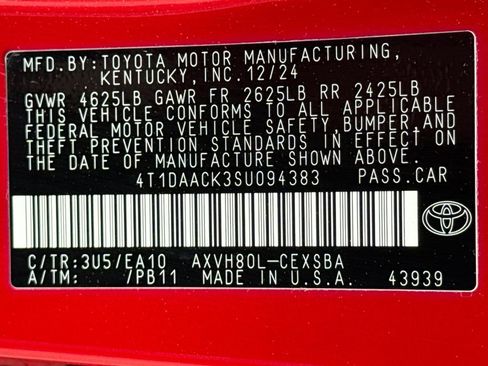 MFD.BY:TOYOTA MOTOR MANUFACTURING,
KENTUCKY, INC. 12/24
GVWR 4625LB GAWR FR 2625LB RR 2425LB
THIS VEHICLE CONFORMS TO ALL APPLICABLE
FEDERAL MOTOR VEHICLE SAFETY,BUMPER,AND
THEFT PREVENTION STANDARDS IN EFFECT ON
THE DATE OF MANUFACTURE SHOWN ABOVE.
4T1DAACK3SU094383 PASS.CAR
C/TR:3U5/EA10 AXVH80L-CEXSBA
A/TM: /PB11 MADE IN U.S.A. 43939